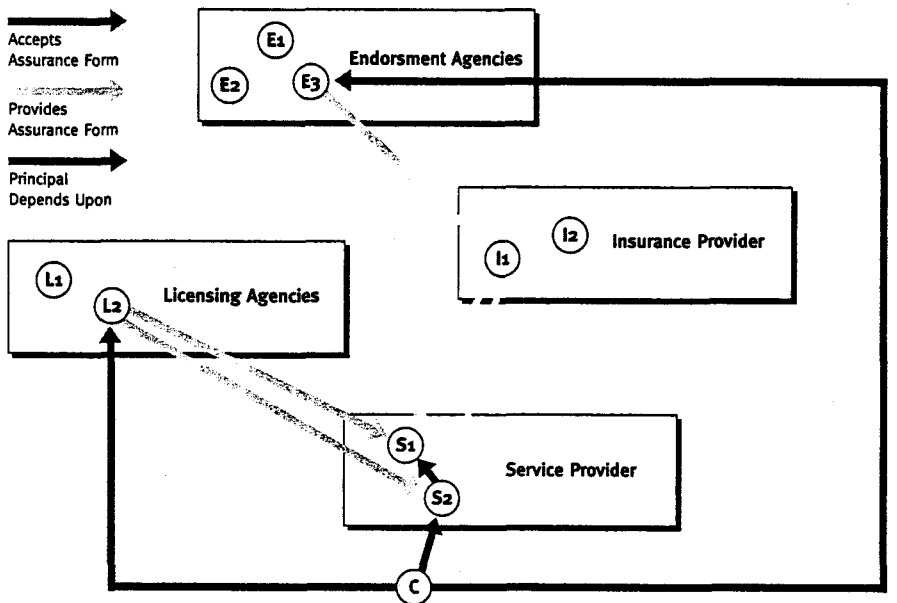 Accepts
Assurance Form
Provides
Assurance Form
Principal
Depends Upon
E1
Endorsment Agencies
E2
E3
I2
Insurance Provider
I1
L1
Licensing Agencies
L2
S1
Service Provider
S2
C